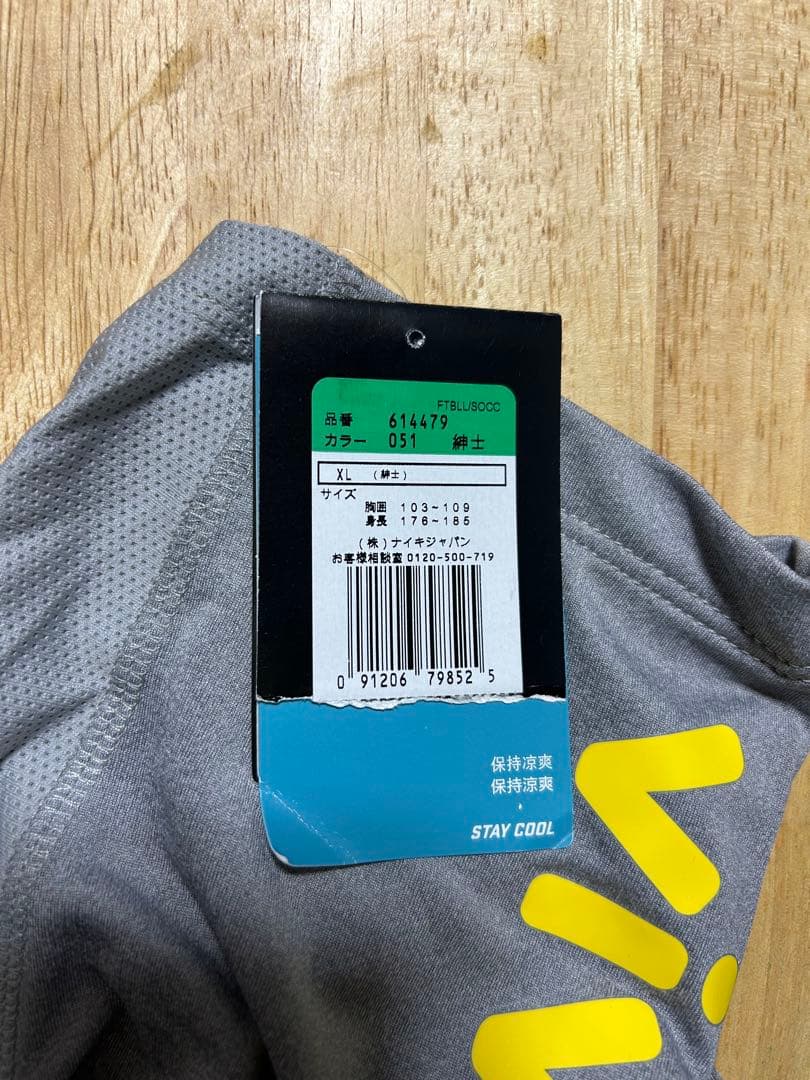 FTBLL/SOCC
品番 614479
カラー 051 紳士
XL (紳士)
サイズ
胸囲 103~109
身長 176~185
(株)ナイキジャパン
お客様相談室 0120-500-719
0 91206 79852 5
保持凉爽
保持涼爽
STAY COOL